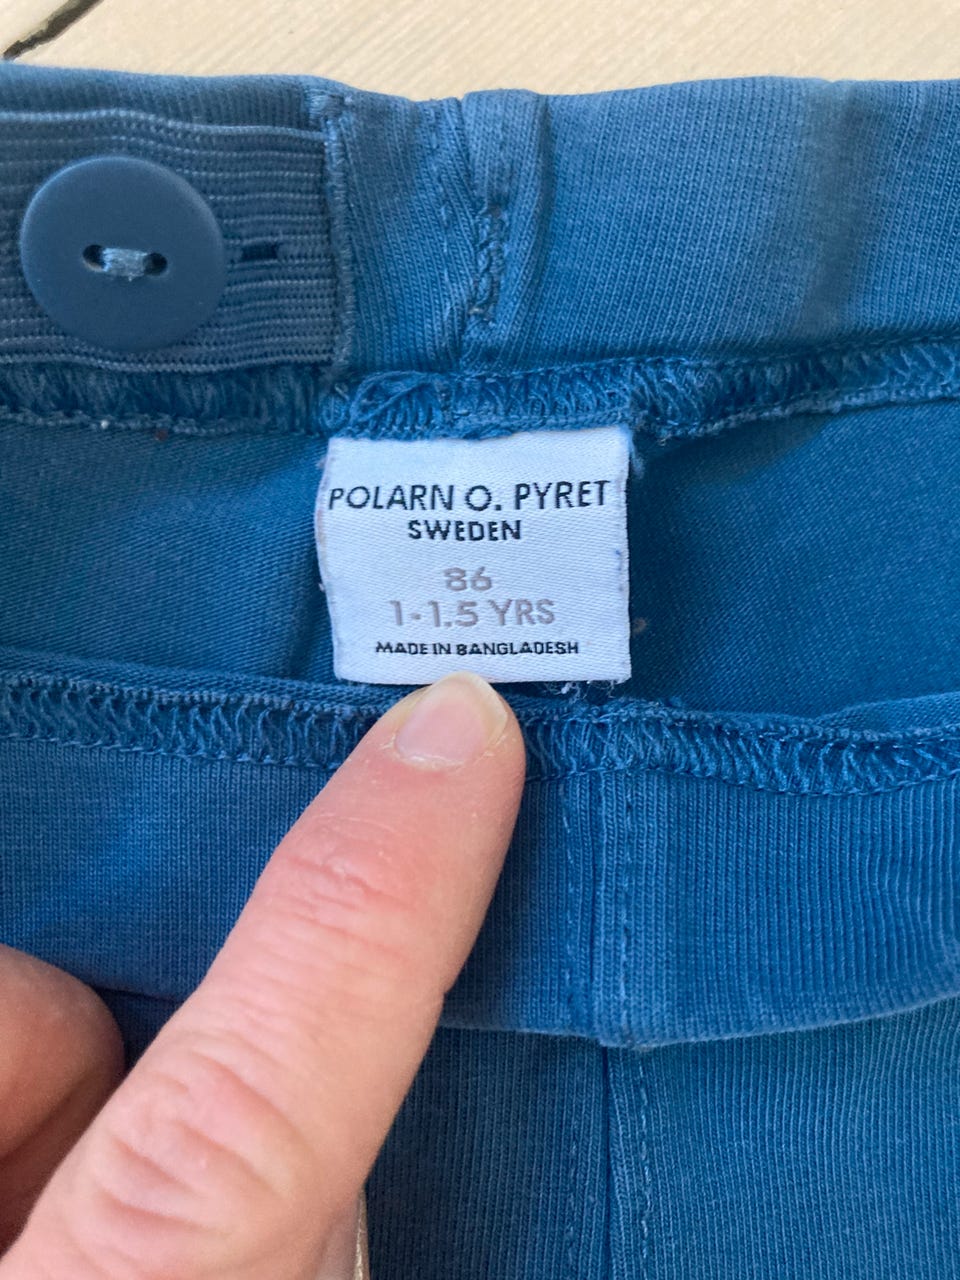 POLARN O. PYRET
SWEDEN
86
1-1.5 YRS
MADE IN BANGLADESH